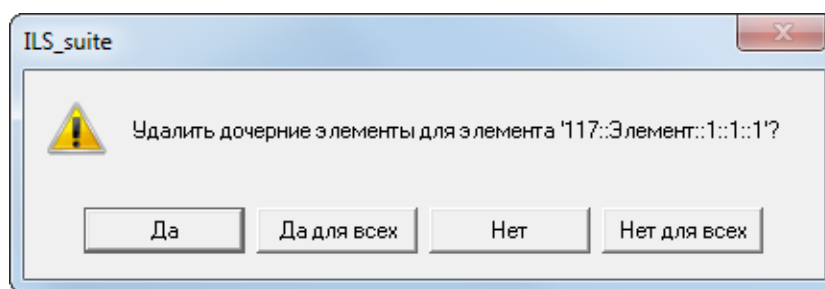 ILS_suite
Удалить дочерние элементы для элемента '117::Элемент::1::1::1'?
Да
Да для всех
Нет
Нет для всех